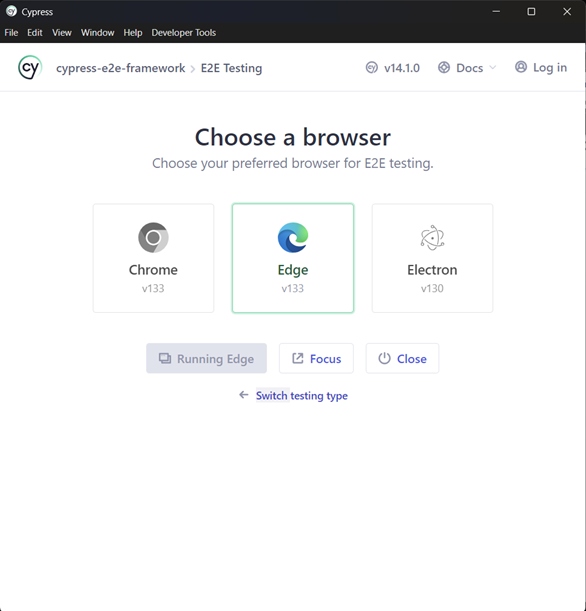 Cypress
File Edit View Window Help Developer Tools
cy cypress-e2e-framework > E2E Testing v14.1.0 Docs Log in
Choose a browser
Choose your preferred browser for E2E testing.
Chrome Edge Electron
v133 v133 v130
Running Edge Focus Close
← Switch testing type